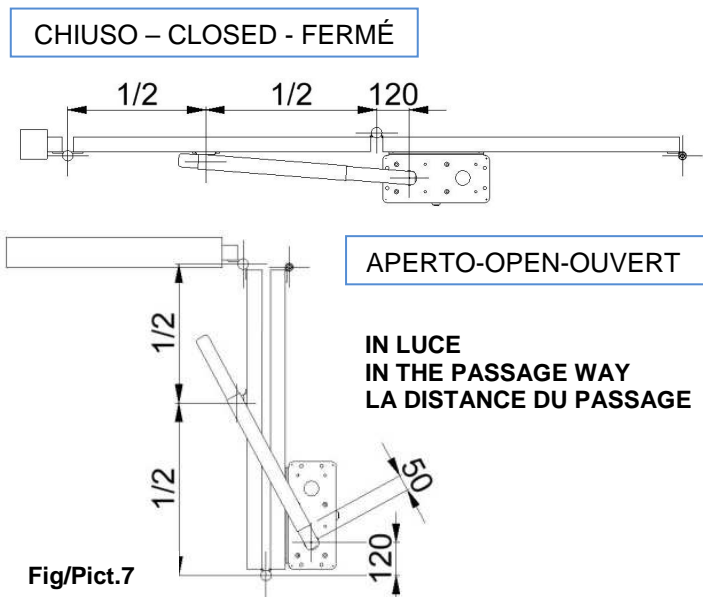 CHIUSO – CLOSED - FERMÉ
1/2 1/2 120
APERTO-OPEN-OUVERT
1/2
IN LUCE
IN THE PASSAGE WAY
LA DISTANCE DU PASSAGE
1/2
50
120
Fig/Pict.7